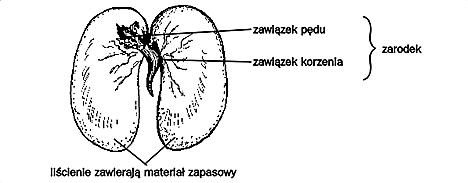 zawiązek pędu
zarodek
zawiązek korzenia
liścienie zawierają materiał zapasowy